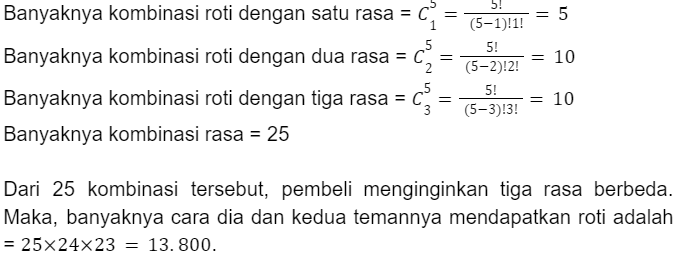 Banyaknya kombinasi roti dengan satu rasa = C₁⁵ = 5!/((5−1)!1!) = 5
Banyaknya kombinasi roti dengan dua rasa = C₂⁵ = 5!/((5−2)!2!) = 10
Banyaknya kombinasi roti dengan tiga rasa = C₃⁵ = 5!/((5−3)!3!) = 10
Banyaknya kombinasi rasa = 25
Dari 25 kombinasi tersebut, pembeli menginginkan tiga rasa berbeda.
Maka, banyaknya cara dia dan kedua temannya mendapatkan roti adalah
= 25×24×23 = 13.800.